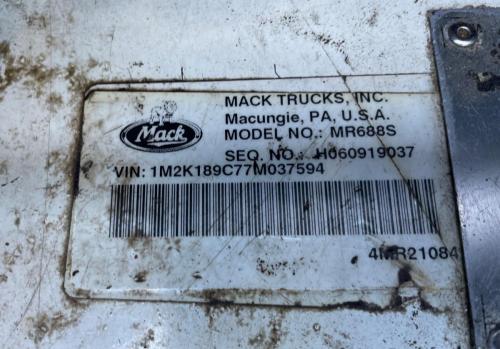 MACK TRUCKS, INC.
Macungie, PA, U.S.A.
Mack
MODEL NO.: MR688S
SEQ. NO.: H060919037
VIN: 1M2K189C77M037594
4MR21084